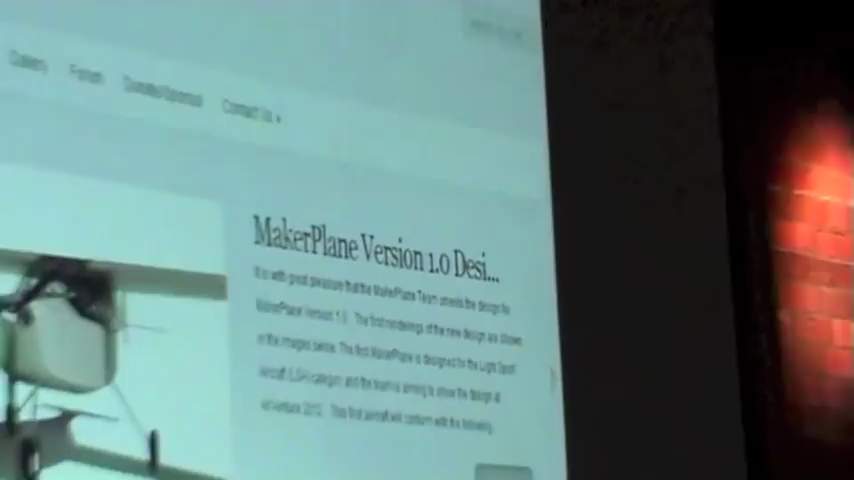 Gallery Forum Donate/Sponsor Contact Us
MakerPlane Version 1.0 Desi...
It is with great pleasure that the MakerPlane Team unveils the design for
MakerPlane Version 1.0. The first renderings of the new design are shown
in the images below. The first MakerPlane is designed for the Light Sport
Aircraft (LSA) category and the team is aiming to show the design at
AirVenture 2012. This first aircraft will conform with the following